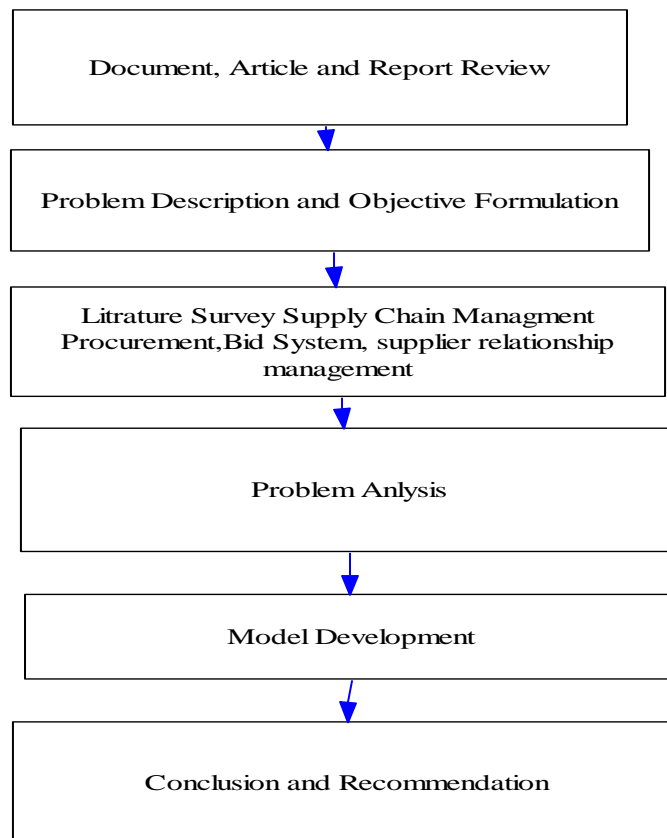 Document, Article and Report Review
Problem Description and Objective Formulation
Litrature Survey Supply Chain Managment
Procurement,Bid System, supplier relationship
management
Problem Anlysis
Model Development
Conclusion and Recommendation